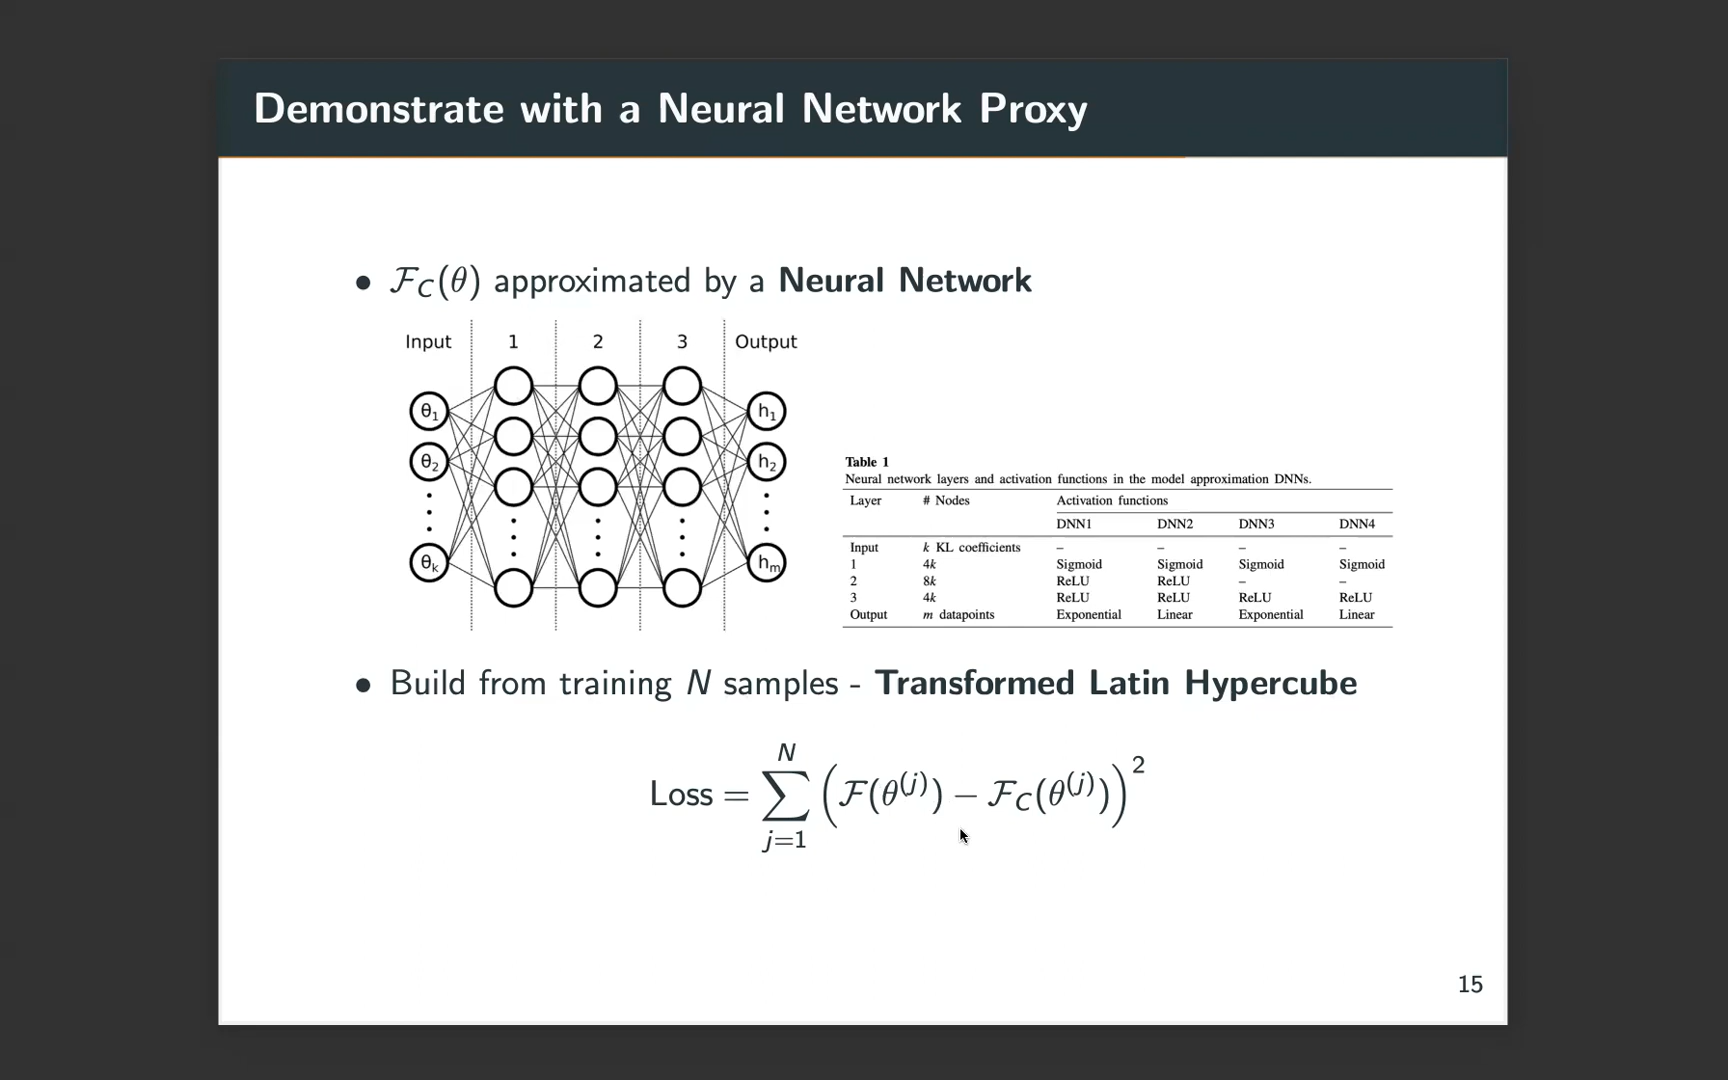 Demonstrate with a Neural Network Proxy
• 𝓕_C(θ) approximated by a Neural Network
Input 1 2 3 Output
θ₁ h₁
θ₂ h₂
θₖ hₘ
Table 1
Neural network layers and activation functions in the model approximation DNNs.
Layer # Nodes Activation functions
DNN1 DNN2 DNN3 DNN4
Input k KL coefficients – – – –
1 4k Sigmoid Sigmoid Sigmoid Sigmoid
2 8k ReLU ReLU – –
3 4k ReLU ReLU ReLU ReLU
Output m datapoints Exponential Linear Exponential Linear
• Build from training N samples - Transformed Latin Hypercube
Loss = ∑_{j=1}^{N} (𝓕(θ^{(j)}) − 𝓕_C(θ^{(j)}))²
15